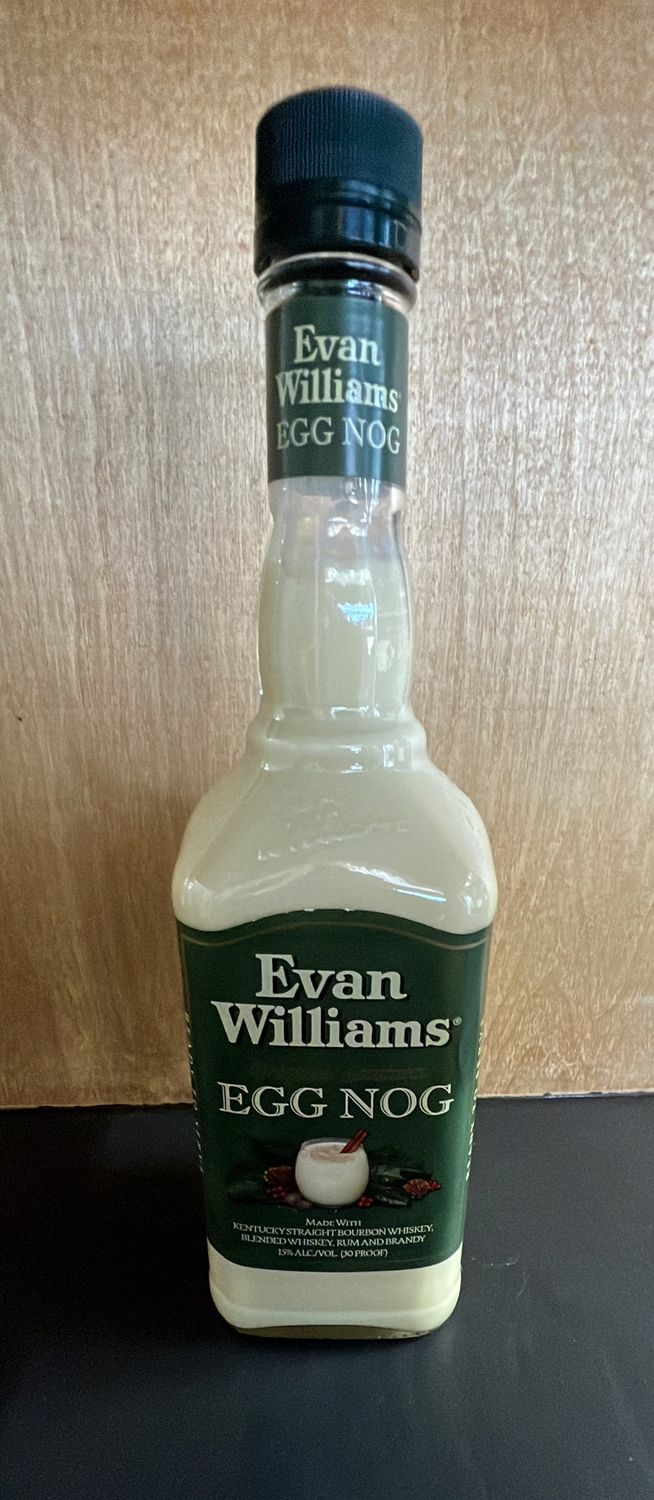 Evan
Williams
EGG NOG
Evan
Williams®
EGG NOG
MADE WITH
KENTUCKY STRAIGHT BOURBON WHISKEY,
BLENDED WHISKEY, RUM AND BRANDY
15% ALC./VOL. (30 PROOF)